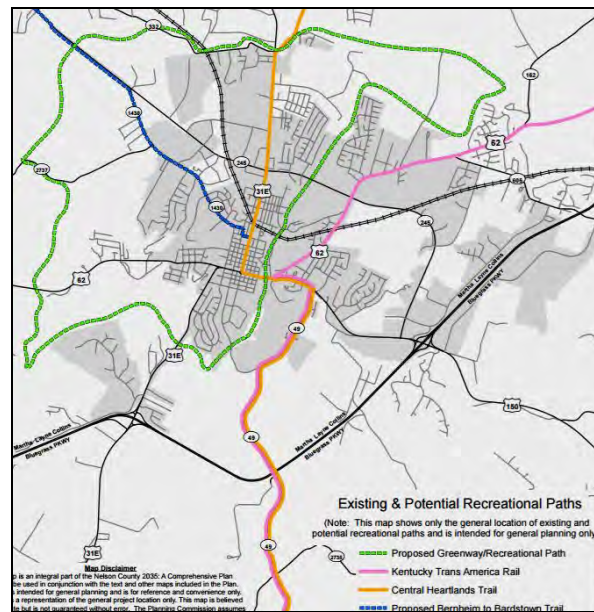 332
162
1430
62
245
605
2737
31E
1430
245
62
62
Martha Layne Collins
Bluegrass PKWY
49
31E
150
Martha Layne Collins
Bluegrass PKWY
49
Martha Layne Collins
Bluegrass PKWY
49
31E
49
2738
Existing & Potential Recreational Paths
(Note: This map shows only the general location of existing and
potential recreational paths and is intended for general planning only
Proposed Greenway/Recreational Path
Kentucky Trans America Rail
Central Heartlands Trail
Proposed Bernheim to Bardstown Trail
Map Disclaimer
is an integral part of the Nelson County 2035: A Comprehensive Plan
be used in conjunction with the text and other maps included in the Plan.
intended for general planning and is for reference and convenience only.
a representation of the general project location only. This map is believed
but is not guaranteed without error. The Planning Commission assumes